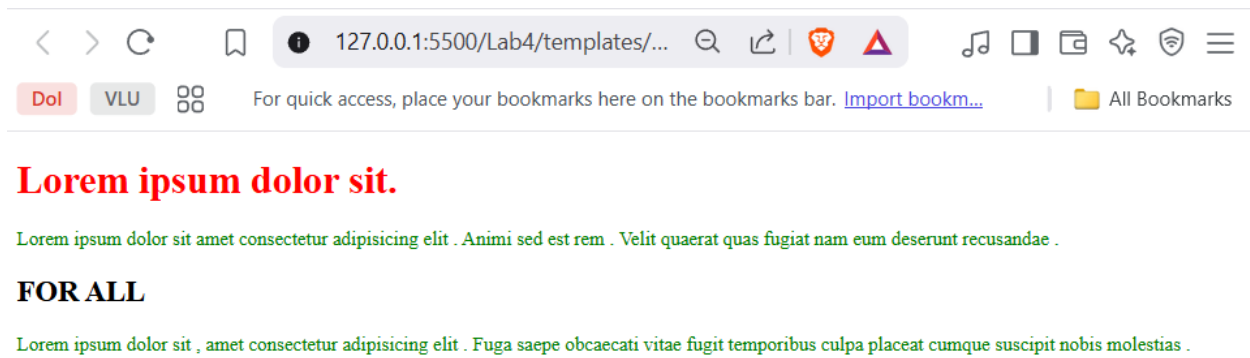 127.0.0.1:5500/Lab4/templates/...
DoI VLU For quick access, place your bookmarks here on the bookmarks bar. Import bookm... All Bookmarks
Lorem ipsum dolor sit.
Lorem ipsum dolor sit amet consectetur adipisicing elit . Animi sed est rem . Velit quaerat quas fugiat nam eum deserunt recusandae .
FOR ALL
Lorem ipsum dolor sit , amet consectetur adipisicing elit . Fuga saepe obcaecati vitae fugit temporibus culpa placeat cumque suscipit nobis molestias .